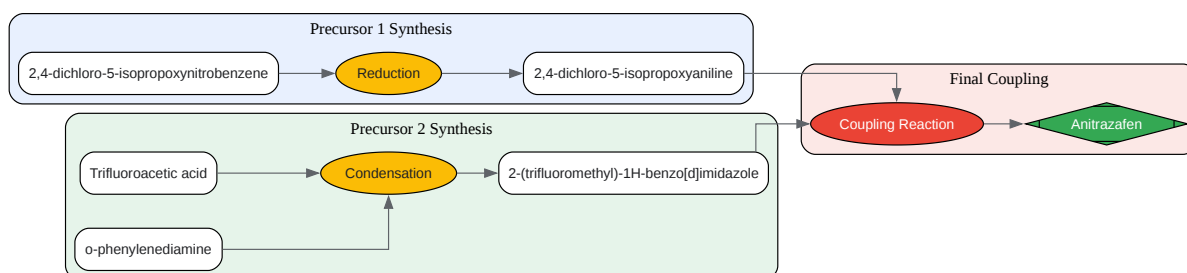 Precursor 1 Synthesis
2,4-dichloro-5-isopropoxynitrobenzene
Reduction
2,4-dichloro-5-isopropoxyaniline
Final Coupling
Coupling Reaction
Anitrazafen
Precursor 2 Synthesis
Trifluoroacetic acid
Condensation
2-(trifluoromethyl)-1H-benzo[d]imidazole
o-phenylenediamine